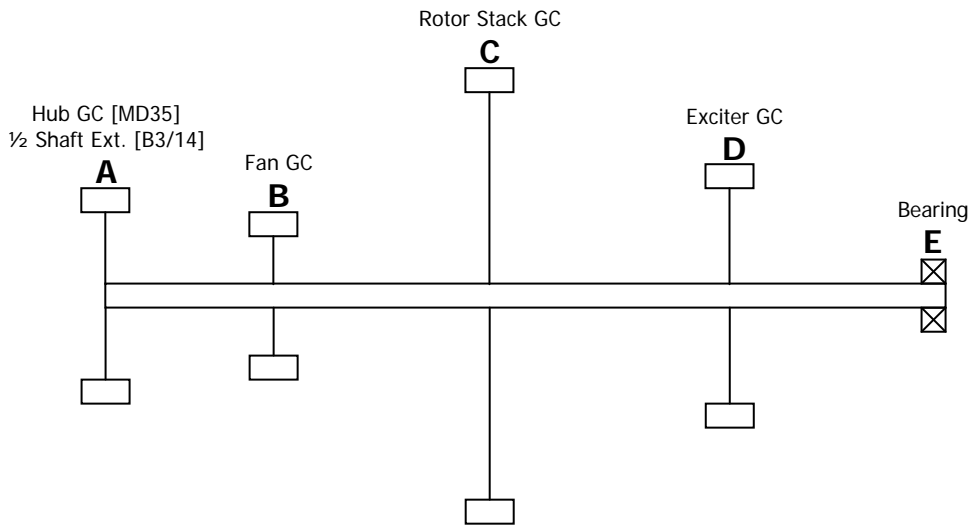 Rotor Stack GC
C
Hub GC [MD35]
½ Shaft Ext. [B3/14]
A
Fan GC
B
Exciter GC
D
Bearing
E